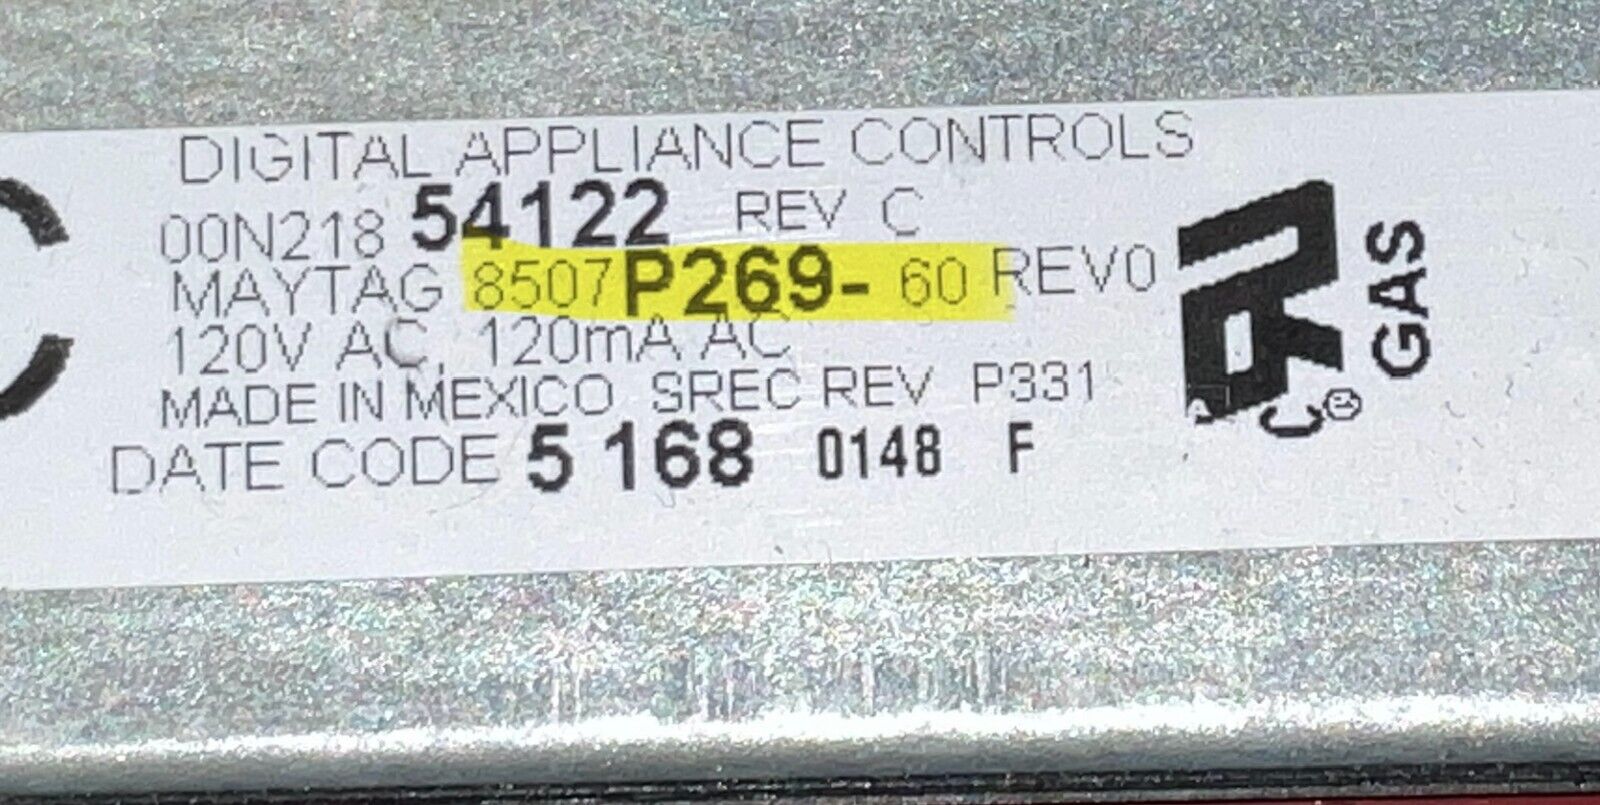 DIGITAL APPLIANCE CONTROLS
00N218 54122 REV C
MAYTAG 8507P269- 60 REV0
120V AC, 120mA AC
MADE IN MEXICO SREC REV P331
DATE CODE 5 168 0148 F
GAS